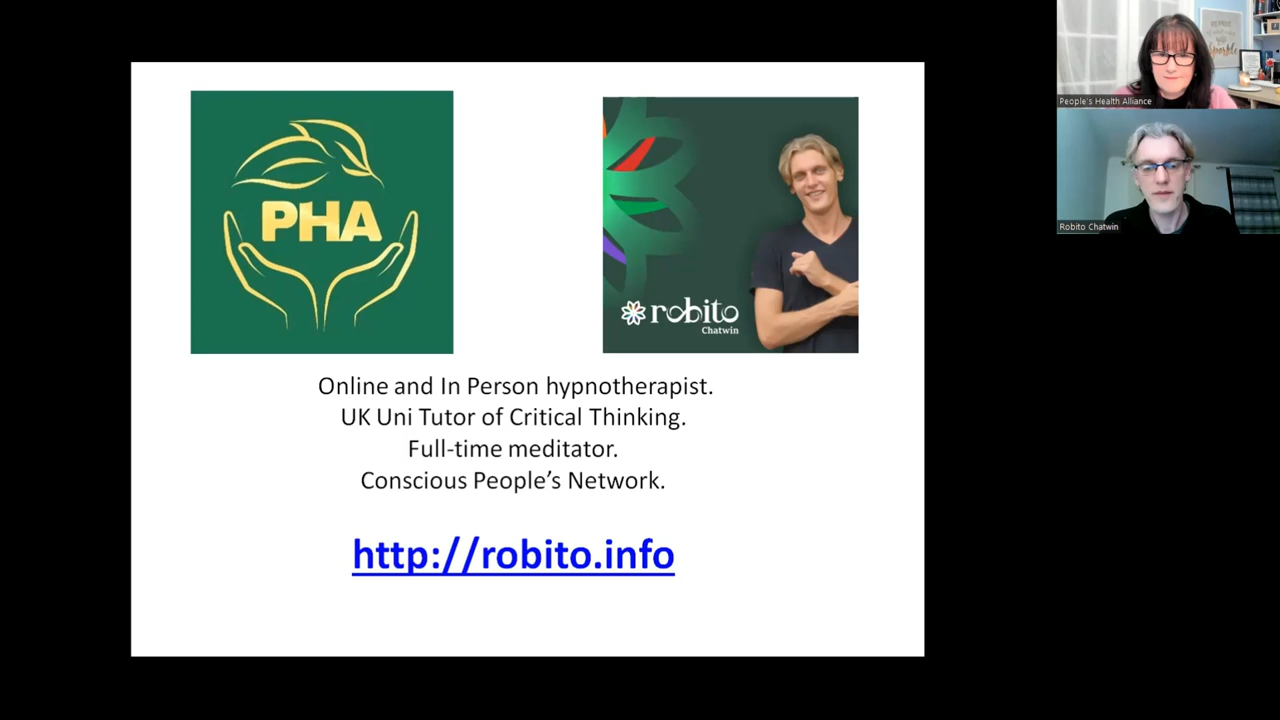 PHA
robito
Chatwin
Online and In Person hypnotherapist.
UK Uni Tutor of Critical Thinking.
Full-time meditator.
Conscious People’s Network.
http://robito.info
People's Health Alliance
Robito Chatwin